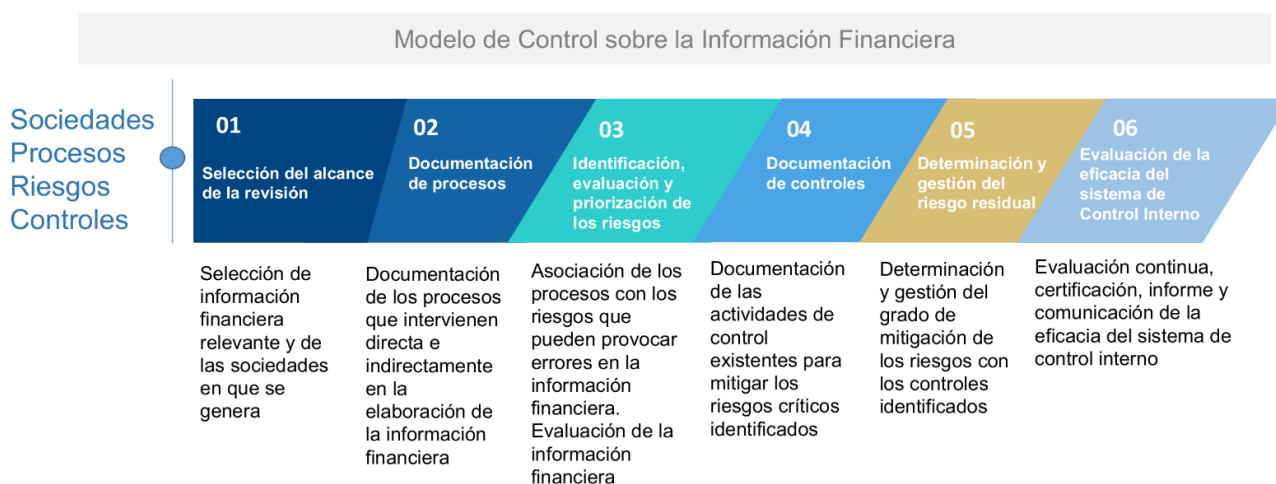 Modelo de Control sobre la Información Financiera
Sociedades
Procesos
Riesgos
Controles
01
Selección del alcance
de la revisión
02
Documentación
de procesos
03
Identificación,
evaluación y
priorización de
los riesgos
04
Documentación
de controles
05
Determinación y
gestión del
riesgo residual
06
Evaluación de la
eficacia del
sistema de
Control Interno
Selección de
información
financiera
relevante y de
las sociedades
en que se
genera
Documentación
de los procesos
que intervienen
directa e
indirectamente
en la
elaboración de
la información
financiera
Asociación de los
procesos con los
riesgos que
pueden provocar
errores en la
información
financiera.
Evaluación de la
información
financiera
Documentación
de las
actividades de
control
existentes para
mitigar los
riesgos críticos
identificados
Determinación
y gestión del
grado de
mitigación de
los riesgos con
los controles
identificados
Evaluación continua,
certificación, informe y
comunicación de la
eficacia del sistema de
control interno